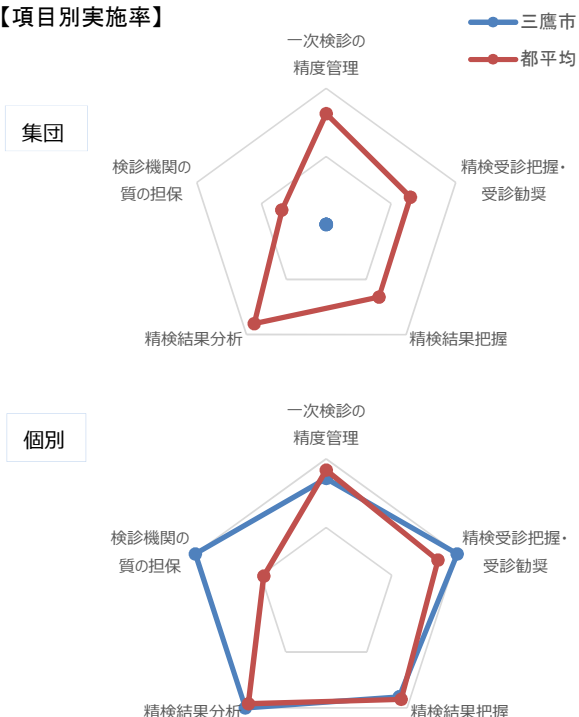 【項目別実施率】
三鷹市
都平均
集団
一次検診の
精度管理
精検受診把握・
受診勧奨
精検結果把握
精検結果分析
検診機関の
質の担保
個別
一次検診の
精度管理
精検受診把握・
受診勧奨
精検結果把握
精検結果分析
検診機関の
質の担保